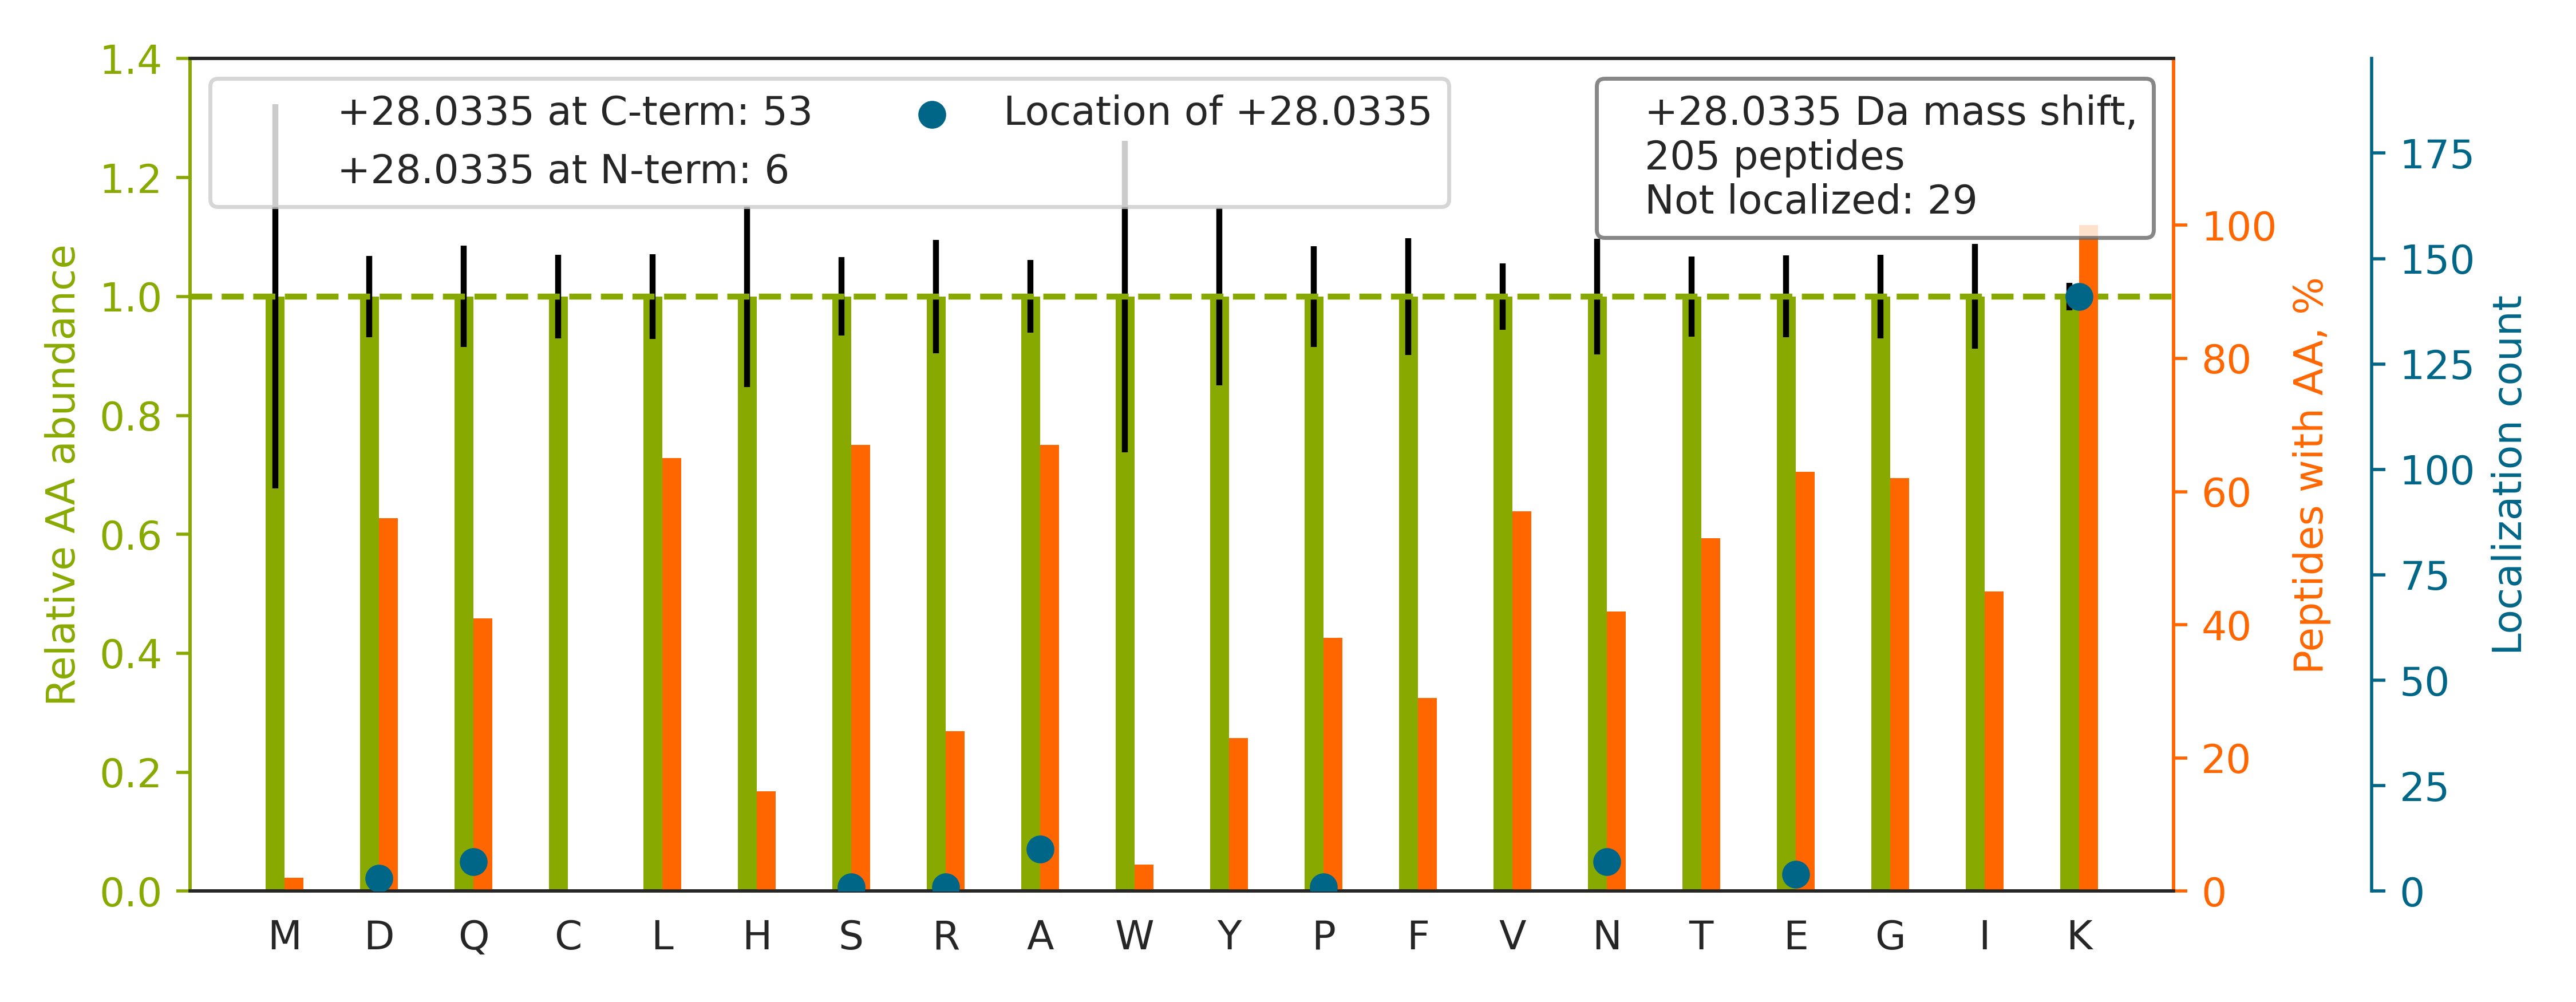 +28.0335 at C-term: 53
+28.0335 at N-term: 6
Location of +28.0335
+28.0335 Da mass shift,
205 peptides
Not localized: 29
Relative AA abundance
1.4
1.2
1.0
0.8
0.6
0.4
0.2
0.0
M D Q C L H S R A W Y P F V N T E G I K
100
80
60
40
20
0
Peptides with AA, %
175
150
125
100
75
50
25
0
Localization count